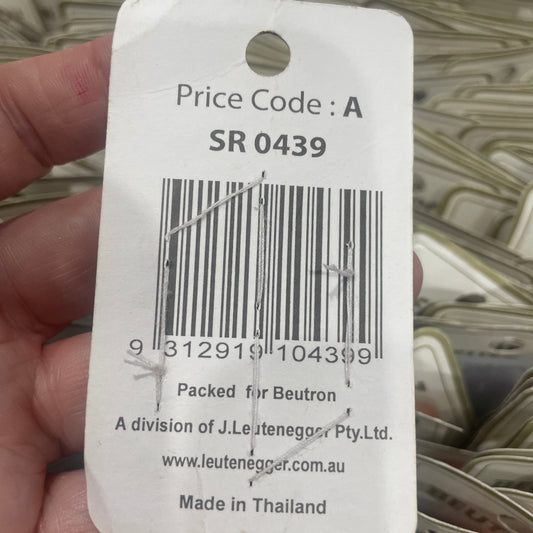 Price Code : A
SR 0439
9 312919 104399
Packed for Beutron
A division of J.Leutenegger Pty.Ltd.
www.leutenegger.com.au
Made in Thailand